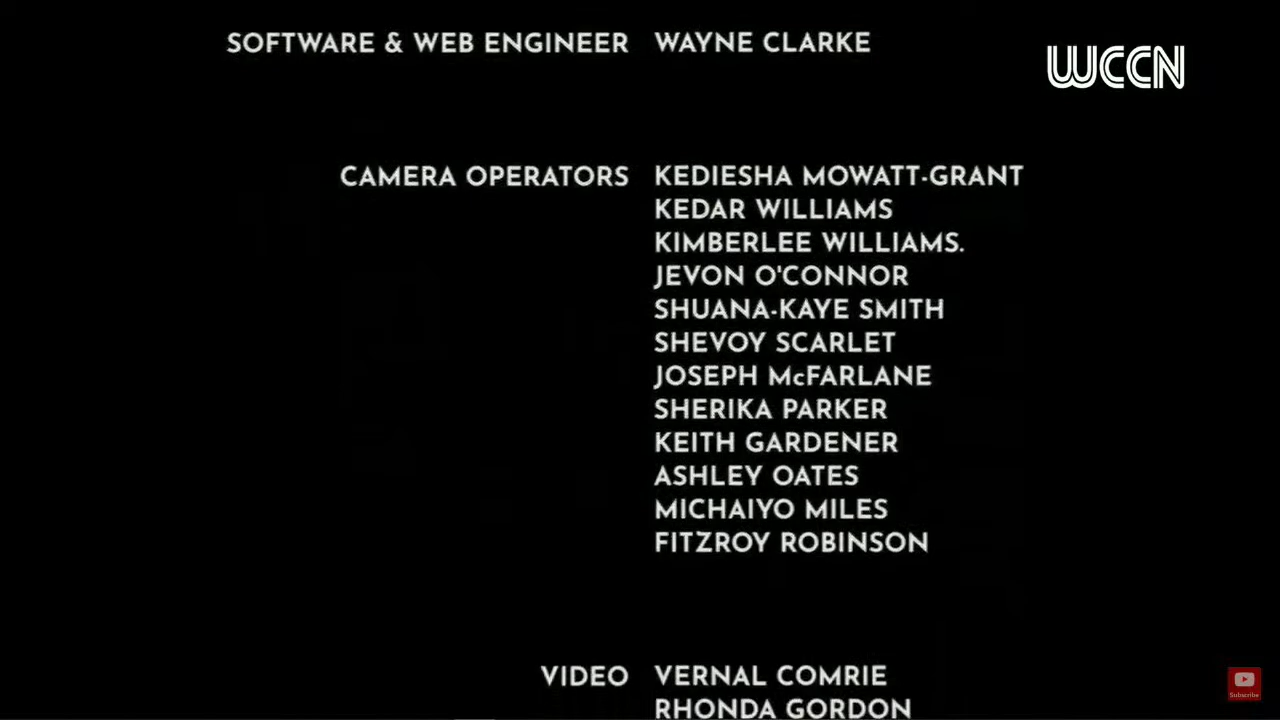 SOFTWARE & WEB ENGINEER WAYNE CLARKE
WCCN
CAMERA OPERATORS KEDIESHA MOWATT-GRANT
KEDAR WILLIAMS
KIMBERLEE WILLIAMS.
JEVON O'CONNOR
SHUANA-KAYE SMITH
SHEVOY SCARLET
JOSEPH McFARLANE
SHERIKA PARKER
KEITH GARDENER
ASHLEY OATES
MICHAIYO MILES
FITZROY ROBINSON
VIDEO VERNAL COMRIE
RHONDA GORDON
Subscribe